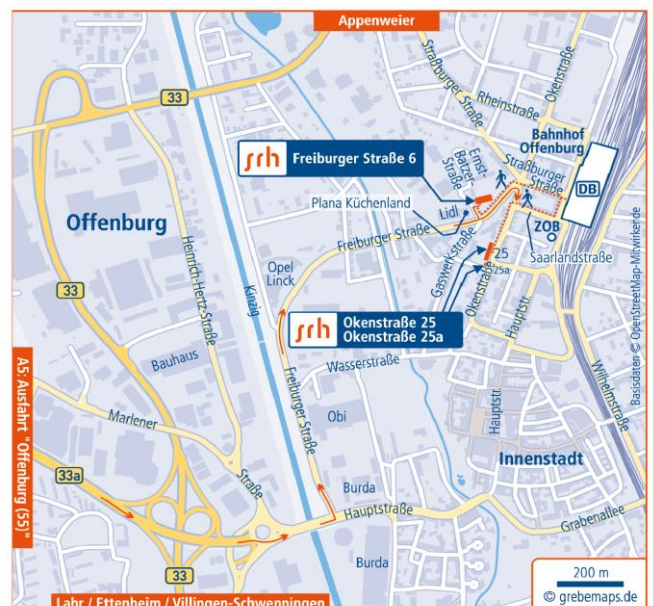 Appenweier
33
Straßburger Straße
Rheinstraße
Okenstraße
Bahnhof
Offenburg
Straßburger
Straße
DB
srh Freiburger Straße 6
Ernst-
Batzer-
Straße
Plana Küchenland
Lidl
ZOB
Saarlandstraße
Offenburg
Freiburger Straße
Gaswerkstraße
25
25a
Okenstraße
Hauptstr.
Opel
Linck
Heinrich-Hertz-Straße
Kinzig
33
srh Okenstraße 25
Okenstraße 25a
Wasserstraße
Bauhaus
Freiburger Straße
Obi
Hauptstr.
Wilhelmstraße
Basisdaten © OpenStreetMap-Mitwirkende
Marlener
Straße
Innenstadt
A5: Ausfahrt "Offenburg (55)"
33a
Burda
Hauptstraße
Grabenallee
Burda
33
200 m
© grebemaps.de
Lahr / Ettenheim / Villingen-Schwenningen